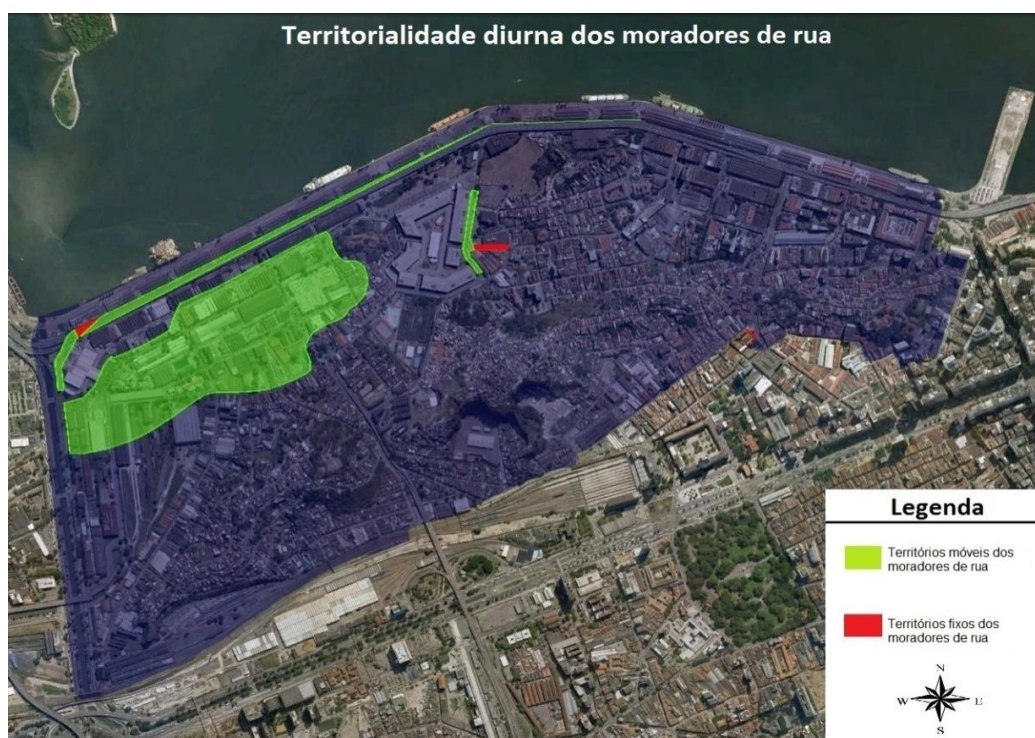 Territorialidade diurna dos moradores de rua
Legenda
Territórios móveis dos
moradores de rua
Territórios fixos dos
moradores de rua
N
W E
S